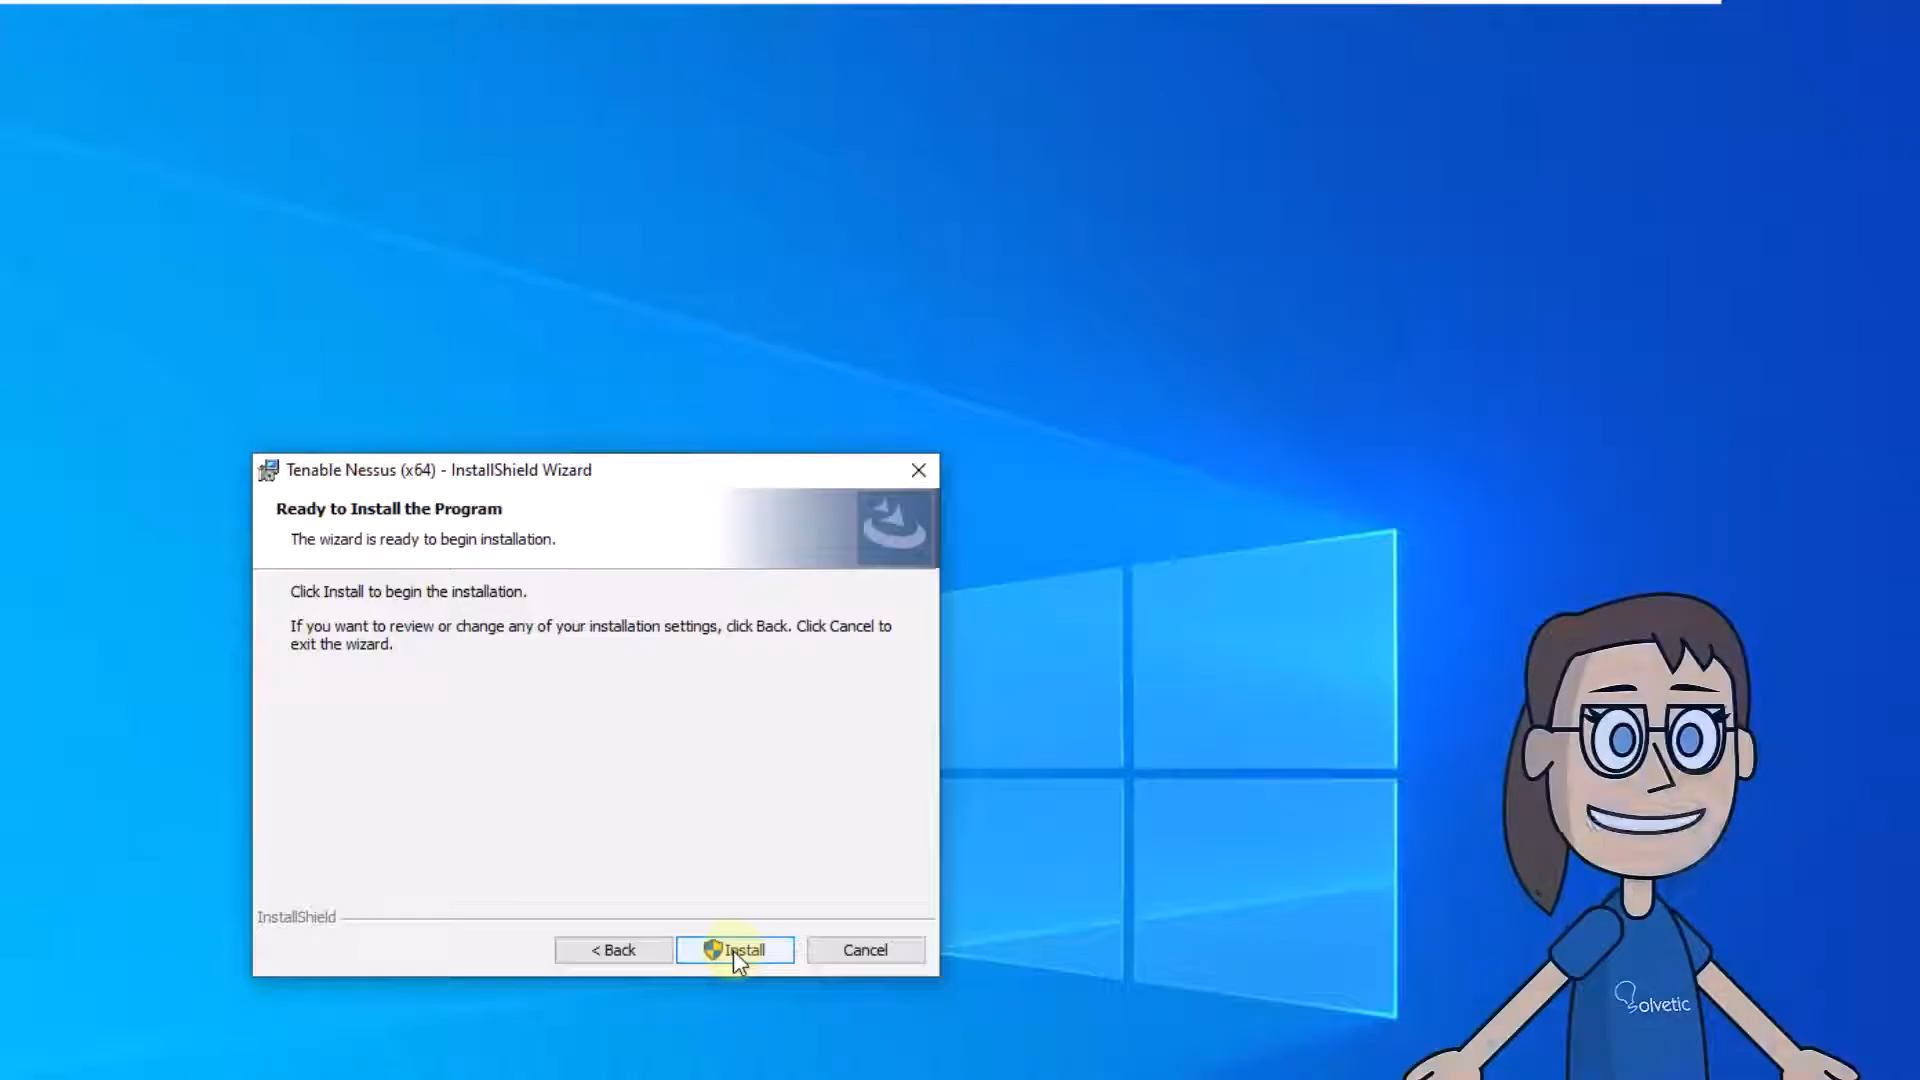 Tenable Nessus (x64) - InstallShield Wizard
Ready to Install the Program
The wizard is ready to begin installation.
Click Install to begin the installation.
If you want to review or change any of your installation settings, click Back. Click Cancel to
exit the wizard.
InstallShield
< Back
Install
Cancel
Solvetic